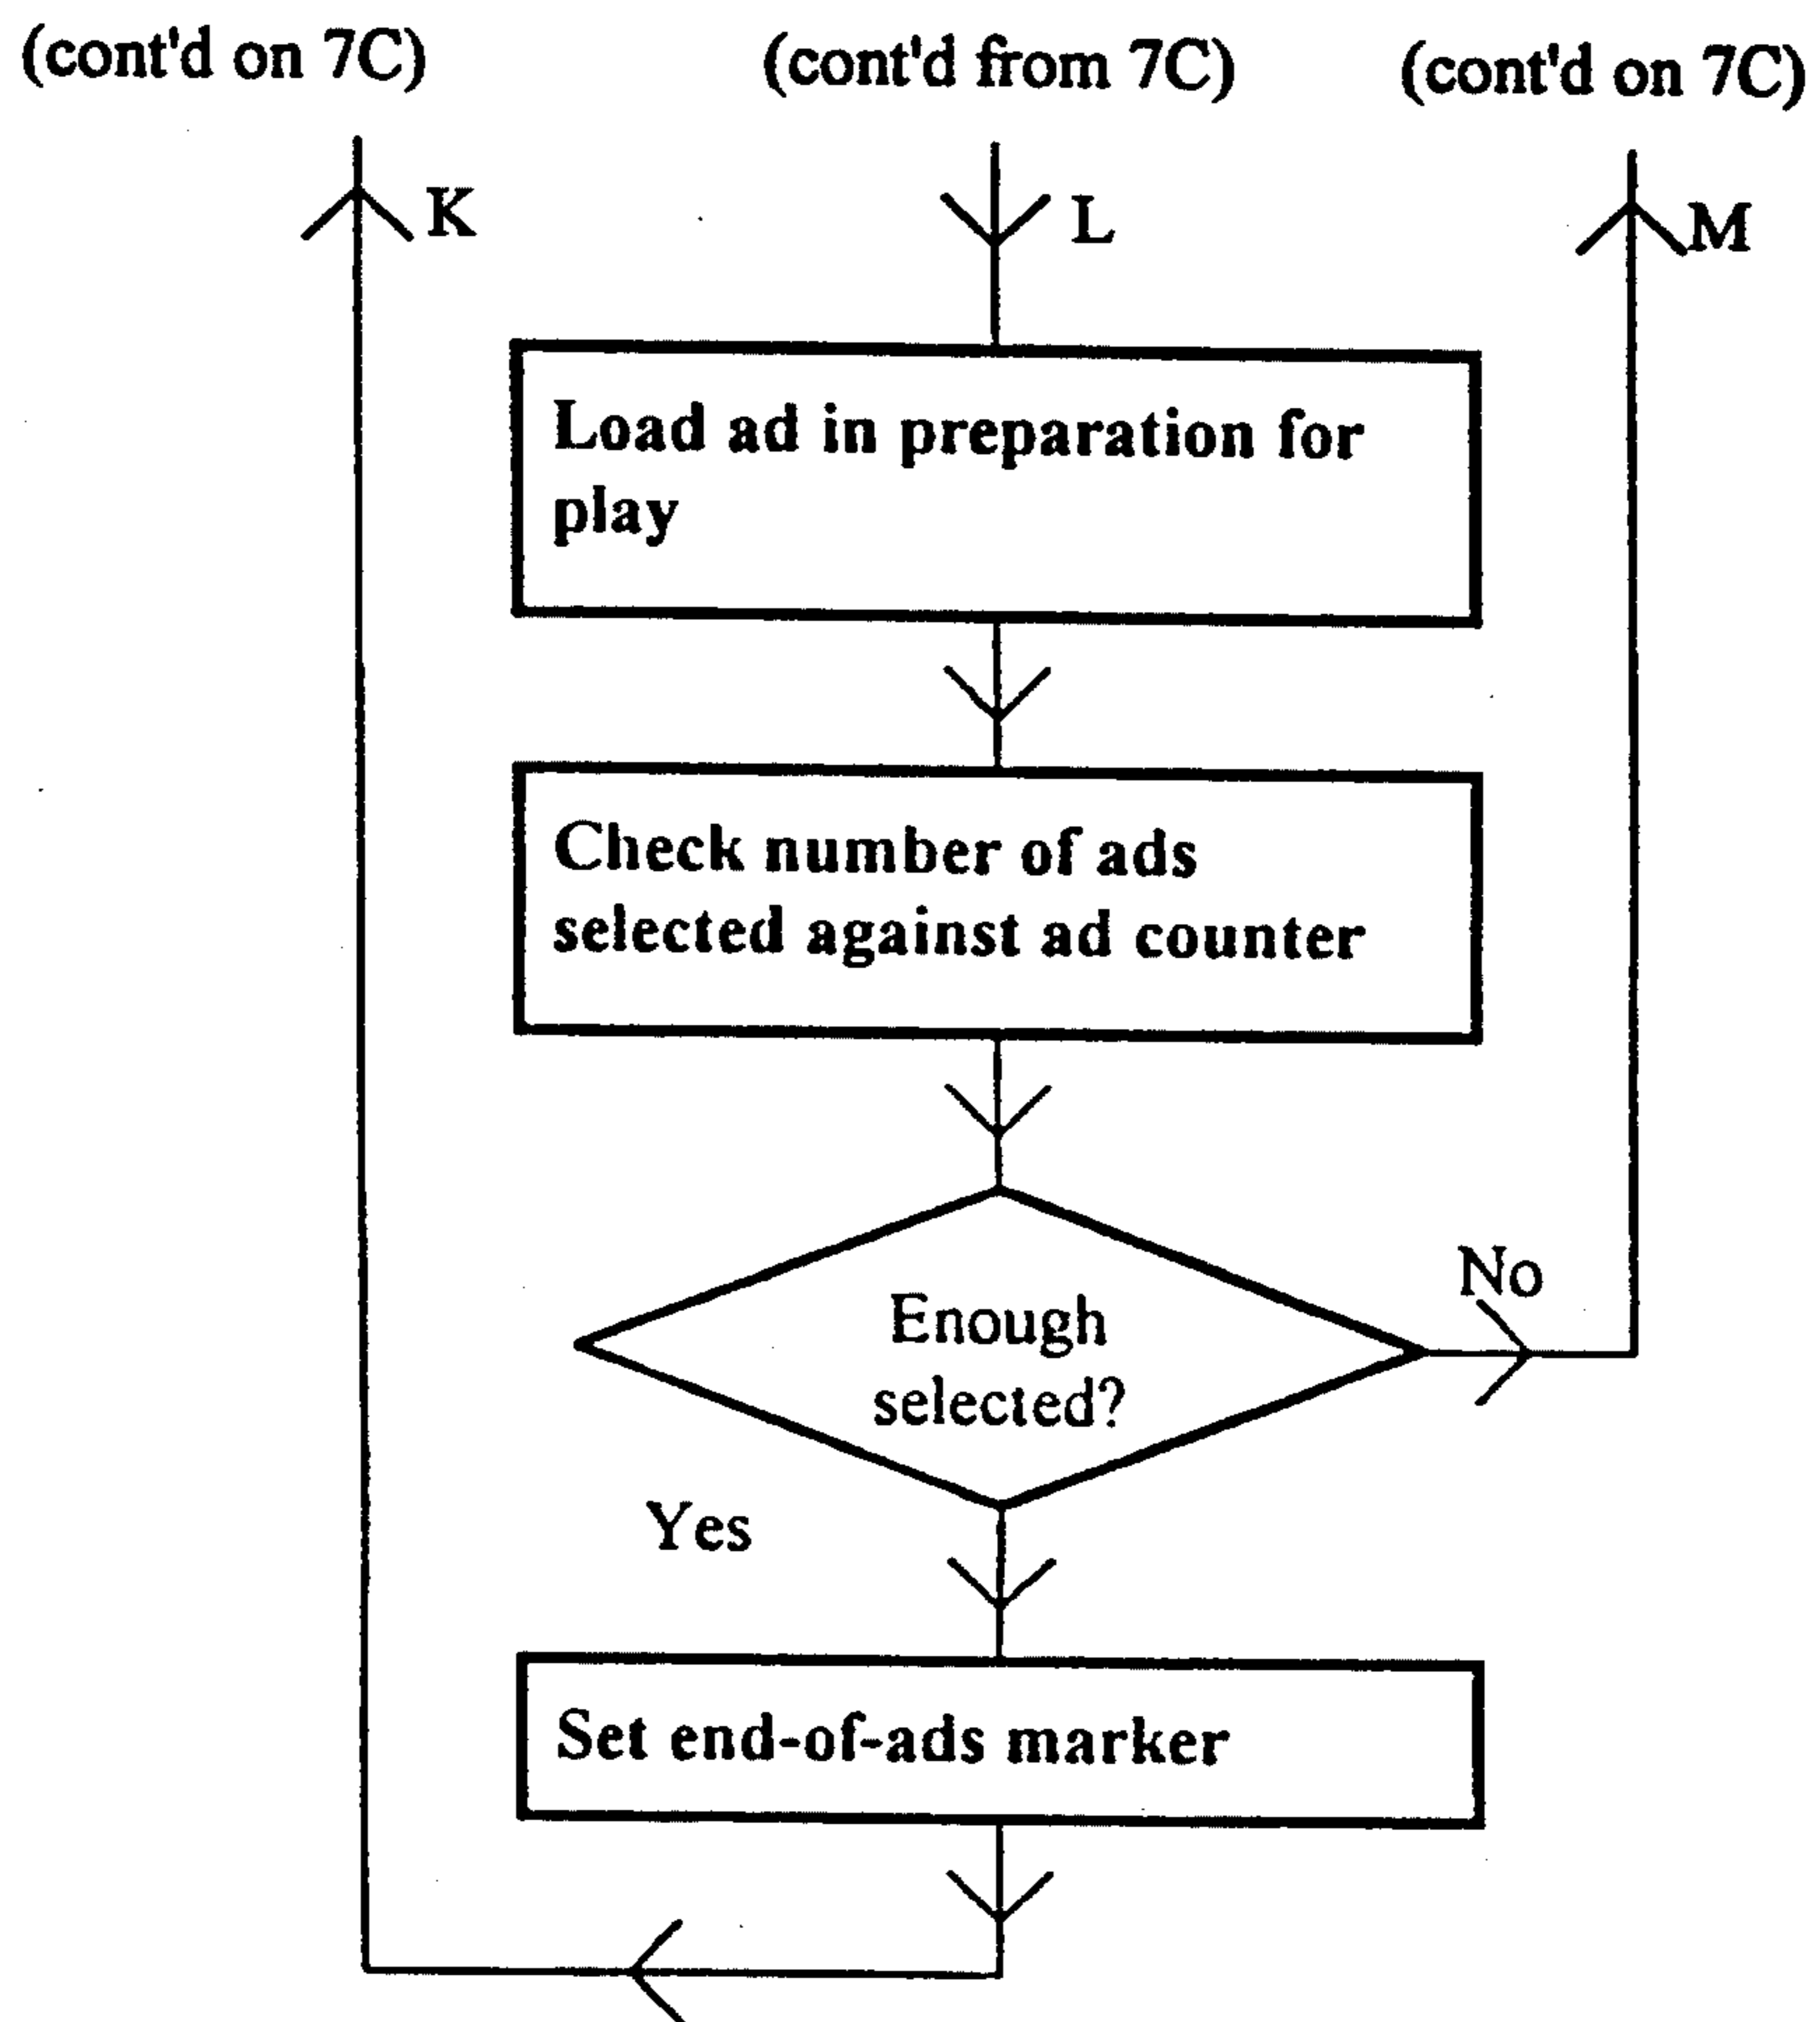 (cont'd on 7C)
(cont'd from 7C)
(cont'd on 7C)
K
L
M
Load ad in preparation for
play
Check number of ads
selected against ad counter
Enough
selected?
No
Yes
Set end-of-ads marker